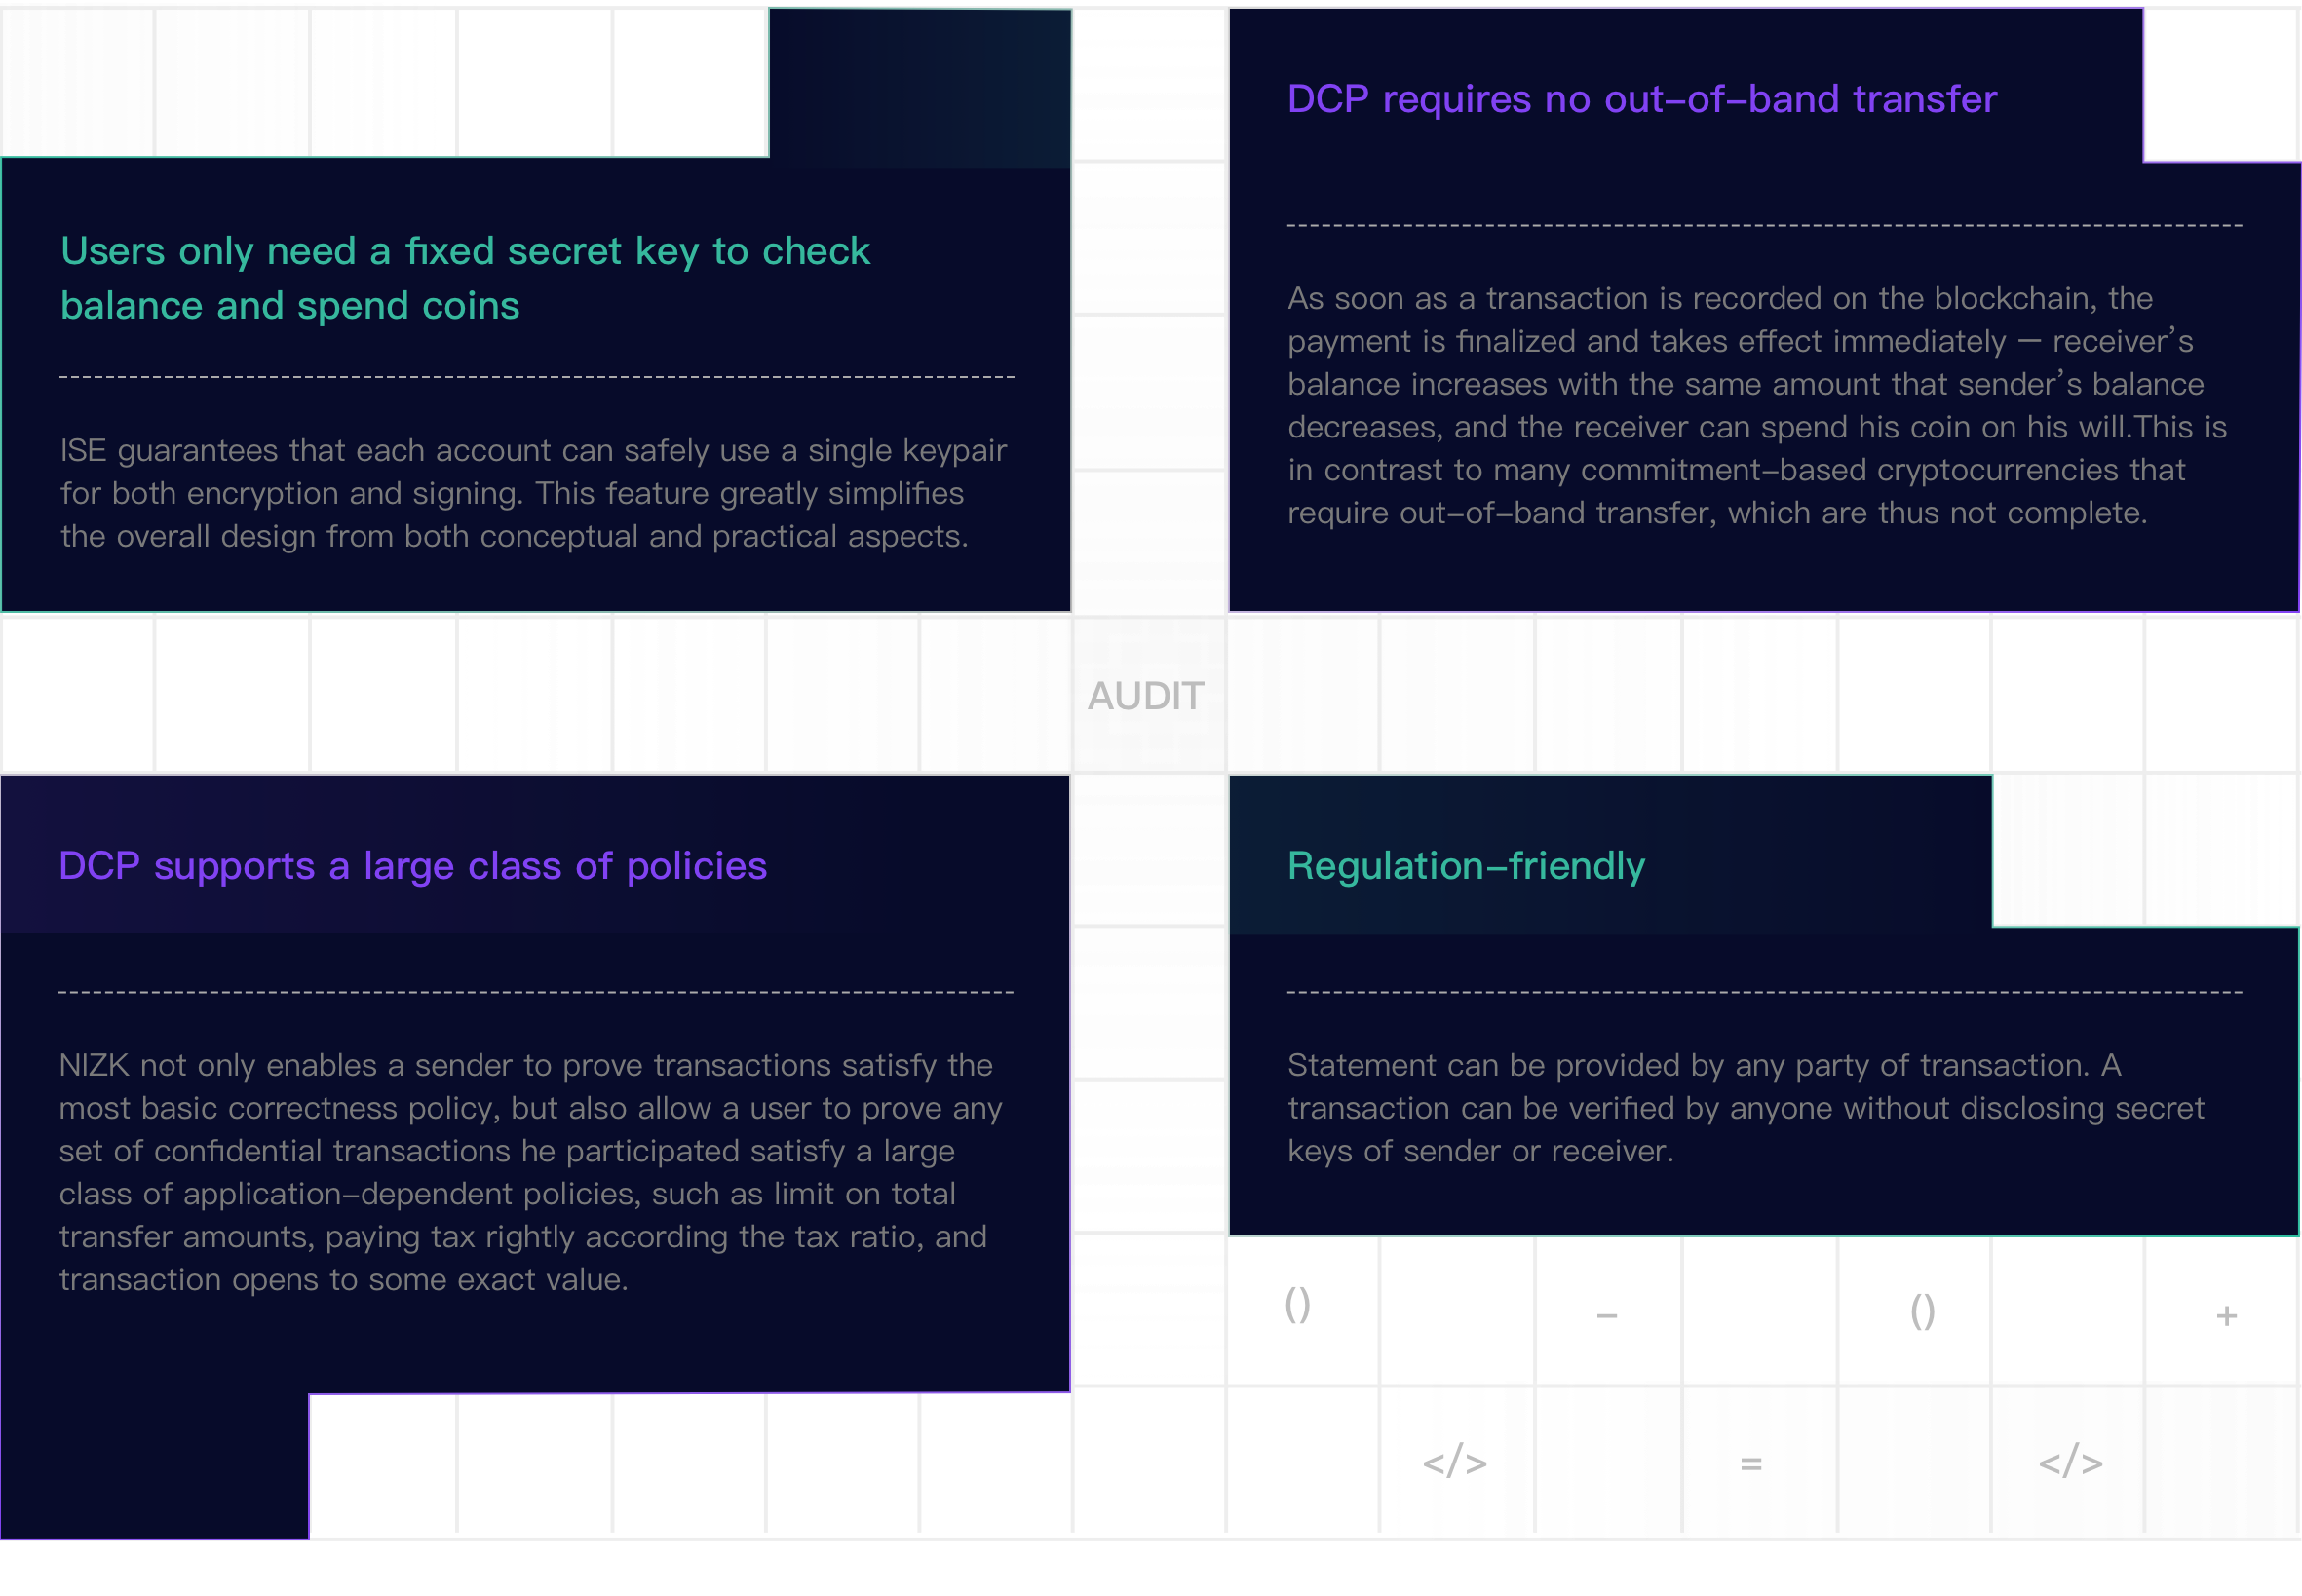 Users only need a fixed secret key to check
balance and spend coins
ISE guarantees that each account can safely use a single keypair
for both encryption and signing. This feature greatly simplifies
the overall design from both conceptual and practical aspects.
DCP requires no out–of–band transfer
As soon as a transaction is recorded on the blockchain, the
payment is finalized and takes effect immediately — receiver’s
balance increases with the same amount that sender’s balance
decreases, and the receiver can spend his coin on his will.This is
in contrast to many commitment–based cryptocurrencies that
require out–of–band transfer, which are thus not complete.
AUDIT
DCP supports a large class of policies
NIZK not only enables a sender to prove transactions satisfy the
most basic correctness policy, but also allow a user to prove any
set of confidential transactions he participated satisfy a large
class of application–dependent policies, such as limit on total
transfer amounts, paying tax rightly according the tax ratio, and
transaction opens to some exact value.
Regulation–friendly
Statement can be provided by any party of transaction. A
transaction can be verified by anyone without disclosing secret
keys of sender or receiver.
() – () +
</> = </>